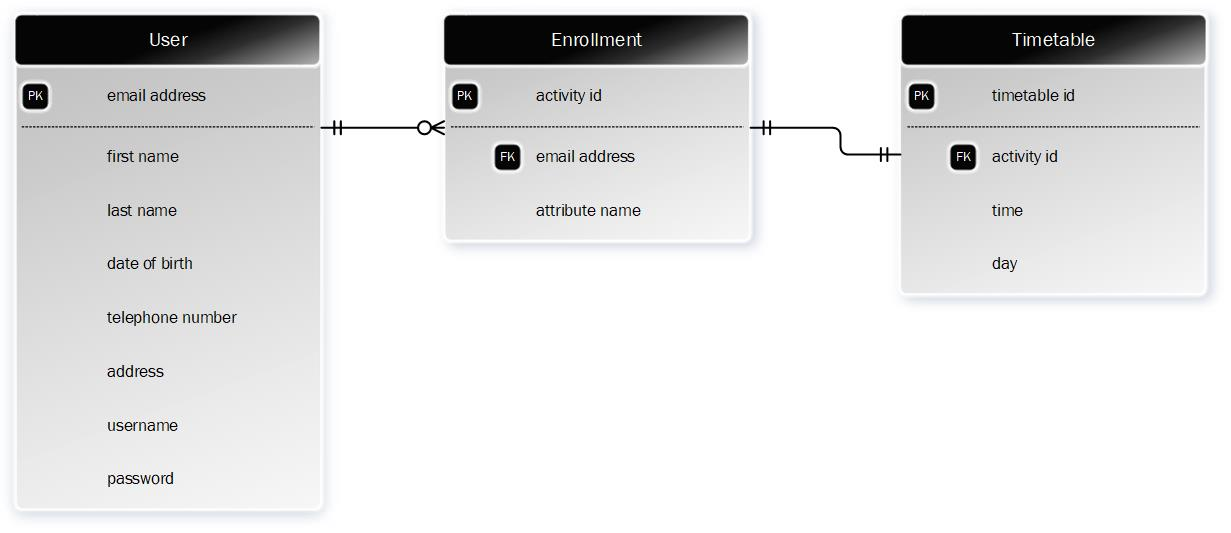 User
PK email address
first name
last name
date of birth
telephone number
address
username
password
Enrollment
PK activity id
FK email address
attribute name
Timetable
PK timetable id
FK activity id
time
day